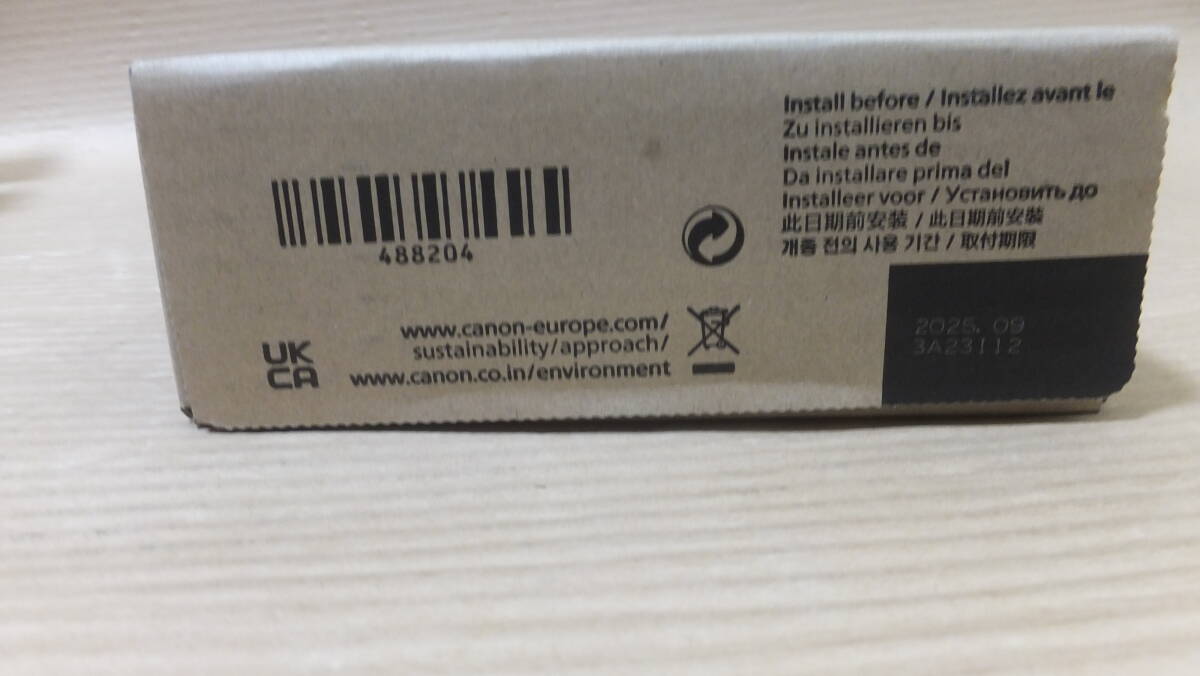 Install before / Installez avant le
Zu installieren bis
Instale antes de
Da installare prima del
Installeer voor / Установить до
此日期前安裝 / 此日期前安裝
개충 전의 사용 기간 / 取付期限
2025. 09
3A23112
488204
www.canon-europe.com/
sustainability/approach/
www.canon.co.in/environment
UK
CA